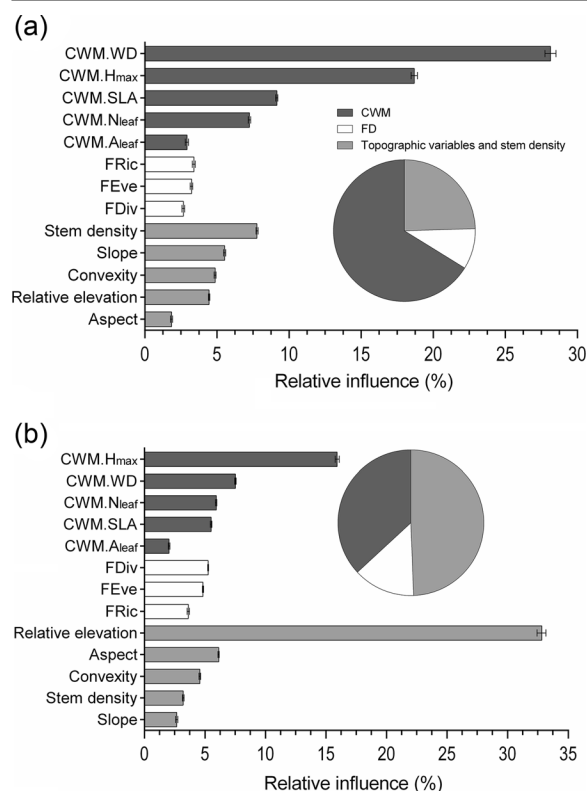 (a)
CWM.WD
CWM.Hmax
CWM.SLA
CWM.Nleaf
CWM.Aleaf
FRic
FEve
FDiv
Stem density
Slope
Convexity
Relative elevation
Aspect
CWM
FD
Topographic variables and stem density
0 5 10 15 20 25 30
Relative influence (%)
(b)
CWM.Hmax
CWM.WD
CWM.Nleaf
CWM.SLA
CWM.Aleaf
FDiv
FEve
FRic
Relative elevation
Aspect
Convexity
Stem density
Slope
0 5 10 15 20 25 30 35
Relative influence (%)